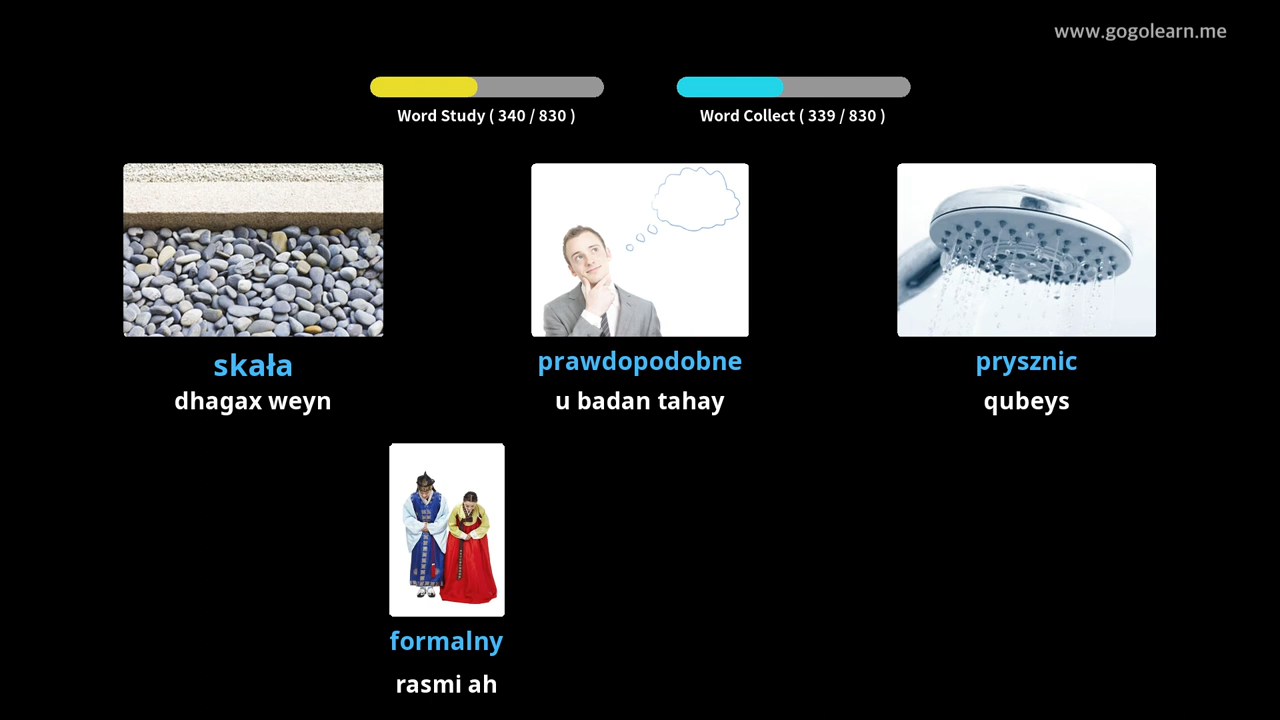 www.gogolearn.me
Word Study ( 340 / 830 )
Word Collect ( 339 / 830 )
skała
dhagax weyn
prawdopodobne
u badan tahay
prysznic
qubeys
formalny
rasmi ah